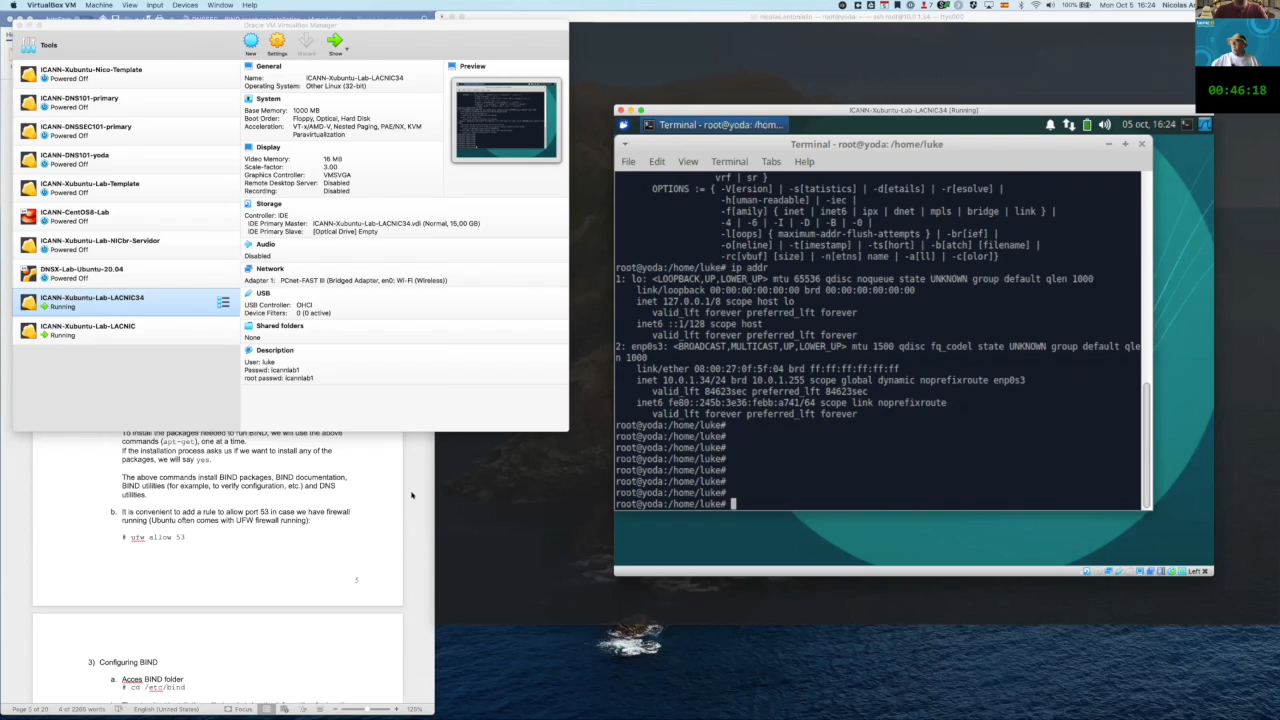 VirtualBox VM Machine View Input Devices Window Help
100% Mon Oct 5 16:24 Nicolas An
Oracle VM VirtualBox Manager
Tools
New Settings Discard Show
ICANN-Xubuntu-Nico-Template
Powered Off
ICANN-DNS101-primary
Powered Off
ICANN-DNSSEC101-primary
Powered Off
ICANN-DNS101-yoda
Powered Off
ICANN-Xubuntu-Lab-Template
Powered Off
ICANN-CentOS8-Lab
Powered Off
ICANN-Xubuntu-Lab-NICbr-Servidor
Powered Off
DNSX-Lab-Ubuntu-20.04
Powered Off
ICANN-Xubuntu-Lab-LACNIC34
Running
ICANN-Xubuntu-Lab-LACNIC
Running
General
Name: ICANN-Xubuntu-Lab-LACNIC34
Operating System: Other Linux (32-bit)
System
Base Memory: 1000 MB
Boot Order: Floppy, Optical, Hard Disk
Acceleration: VT-x/AMD-V, Nested Paging, PAE/NX, KVM
Paravirtualization
Display
Video Memory: 16 MB
Scale-factor: 3.00
Graphics Controller: VMSVGA
Remote Desktop Server: Disabled
Recording: Disabled
Storage
Controller: IDE
IDE Primary Master: ICANN-Xubuntu-Lab-LACNIC34.vdi (Normal, 15,00 GB)
IDE Primary Slave: [Optical Drive] Empty
Audio
Disabled
Network
Adapter 1: PCnet-FAST III (Bridged Adapter, en0: Wi-Fi (Wireless))
USB
USB Controller: OHCI
Device Filters: 0 (0 active)
Shared folders
None
Description
User: luke
Passwd: icannlab1
root passwd: icannlab1
Preview
To install the packages needed to run BIND, we will use the above
commands (apt-get), one at a time.
If the installation process asks us if we want to install any of the
packages, we will say yes.
The above commands install BIND packages, BIND documentation,
BIND utilities (for example, to verify configuration, etc.) and DNS
utilities.
b. It is convenient to add a rule to allow port 53 in case we have firewall
running (Ubuntu often comes with UFW firewall running):
# ufw allow 53
5
3) Configuring BIND
a. Acces BIND folder
# cd /etc/bind
Page 5 of 20 4 of 2265 words English (United States) Focus 125%
00:46:18
ICANN-Xubuntu-Lab-LACNIC34 [Running]
Terminal - root@yoda: /hom... 05 oct, 16:24
Terminal - root@yoda: /home/luke
File Edit View Terminal Tabs Help
vrf | sr }
OPTIONS := { -V[ersion] | -s[tatistics] | -d[etails] | -r[esolve] |
-h[uman-readable] | -iec |
-f[amily] { inet | inet6 | ipx | dnet | mpls | bridge | link } |
-4 | -6 | -I | -D | -B | -0 |
-l[oops] { maximum-addr-flush-attempts } | -br[ief] |
-o[neline] | -t[imestamp] | -ts[hort] | -b[atch] [filename] |
-rc[vbuf] [size] | -n[etns] name | -a[ll] | -c[olor]}
root@yoda:/home/luke# ip addr
1: lo: <LOOPBACK,UP,LOWER_UP> mtu 65536 qdisc noqueue state UNKNOWN group default qlen 1000
link/loopback 00:00:00:00:00:00 brd 00:00:00:00:00:00
inet 127.0.0.1/8 scope host lo
valid_lft forever preferred_lft forever
inet6 ::1/128 scope host
valid_lft forever preferred_lft forever
2: enp0s3: <BROADCAST,MULTICAST,UP,LOWER_UP> mtu 1500 qdisc fq_codel state UNKNOWN group default qle
n 1000
link/ether 08:00:27:0f:5f:04 brd ff:ff:ff:ff:ff:ff
inet 10.0.1.34/24 brd 10.0.1.255 scope global dynamic noprefixroute enp0s3
valid_lft 84623sec preferred_lft 84623sec
inet6 fe80::245b:3e36:feba:a741/64 scope link noprefixroute
valid_lft forever preferred_lft forever
root@yoda:/home/luke#
root@yoda:/home/luke#
root@yoda:/home/luke#
root@yoda:/home/luke#
root@yoda:/home/luke#
root@yoda:/home/luke#
root@yoda:/home/luke#
root@yoda:/home/luke#
Left ⌘